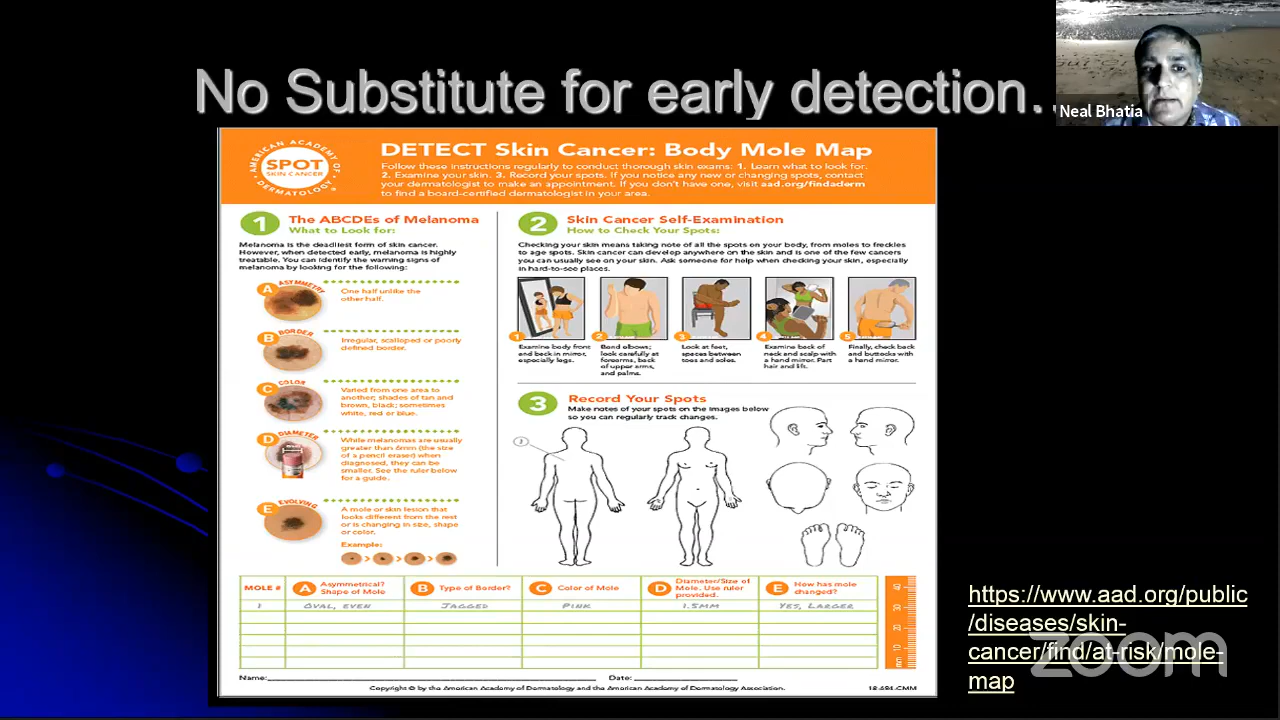 No Substitute for early detection…
Neal Bhatia
AMERICAN ACADEMY OF DERMATOLOGY
SPOT
SKIN CANCER
DETECT Skin Cancer: Body Mole Map
Follow these instructions regularly to conduct thorough skin exams: 1. Learn what to look for.
2. Examine your skin. 3. Record your spots. If you notice any new or changing spots, contact
your dermatologist to make an appointment. If you don't have one, visit aad.org/findaderm
to find a board-certified dermatologist in your area.
1
The ABCDEs of Melanoma
What to Look for:
Melanoma is the deadliest form of skin cancer.
However, when detected early, melanoma is highly
treatable. You can identify the warning signs of
melanoma by looking for the following:
A ASYMMETRY
One half unlike the
other half.
B BORDER
Irregular, scalloped or poorly
defined border.
C COLOR
Varied from one area to
another; shades of tan and
brown, black; sometimes
white, red or blue.
D DIAMETER
While melanomas are usually
greater than 6mm (the size
of a pencil eraser) when
diagnosed, they can be
smaller. See the ruler below
for a guide.
E EVOLVING
A mole or skin lesion that
looks different from the rest
or is changing in size, shape
or color.
Example:
2
Skin Cancer Self-Examination
How to Check Your Spots:
Checking your skin means taking note of all the spots on your body, from moles to freckles
to age spots. Skin cancer can develop anywhere on the skin and is one of the few cancers
you can usually see on your skin. Ask someone for help when checking your skin, especially
in hard-to-see places.
1
Examine body front
and back in mirror,
especially legs.
2
Bend elbows;
look carefully at
forearms, back
of upper arms,
and palms.
3
Look at feet,
spaces between
toes and soles.
4
Examine back of
neck and scalp with
a hand mirror. Part
hair and lift.
5
Finally, check back
and buttocks with
a hand mirror.
3
Record Your Spots
Make notes of your spots on the images below
so you can regularly track changes.
1
MOLE #
A Asymmetrical?
Shape of Mole
B Type of Border?
C Color of Mole
D Diameter/Size of
Mole. Use ruler
provided.
E How has mole
changed?
1 OVAL, EVEN JAGGED PINK 1.5MM YES, LARGER
40
30
20
10
mm
Name: Date:
Copyright © by the American Academy of Dermatology and the American Academy of Dermatology Association.
18-694-CMM
https://www.aad.org/public
/diseases/skin-
cancer/find/at-risk/mole-
map
zoom